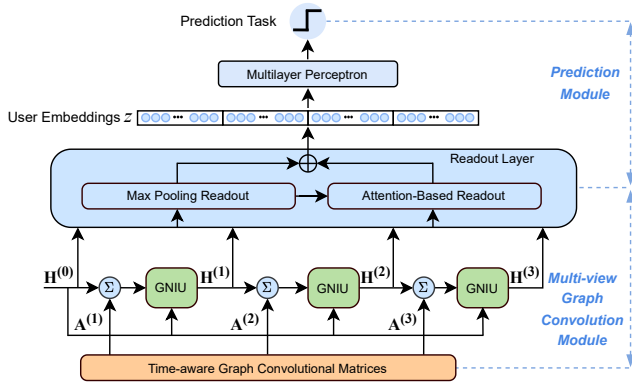 Prediction Task
Multilayer Perceptron
Prediction
Module
User Embeddings z
••• ••• ••• •••
Readout Layer
Max Pooling Readout
Attention-Based Readout
H(0) Σ GNIU H(1) Σ GNIU H(2) Σ GNIU H(3)
A(1) A(2) A(3)
Multi-view
Graph
Convolution
Module
Time-aware Graph Convolutional Matrices